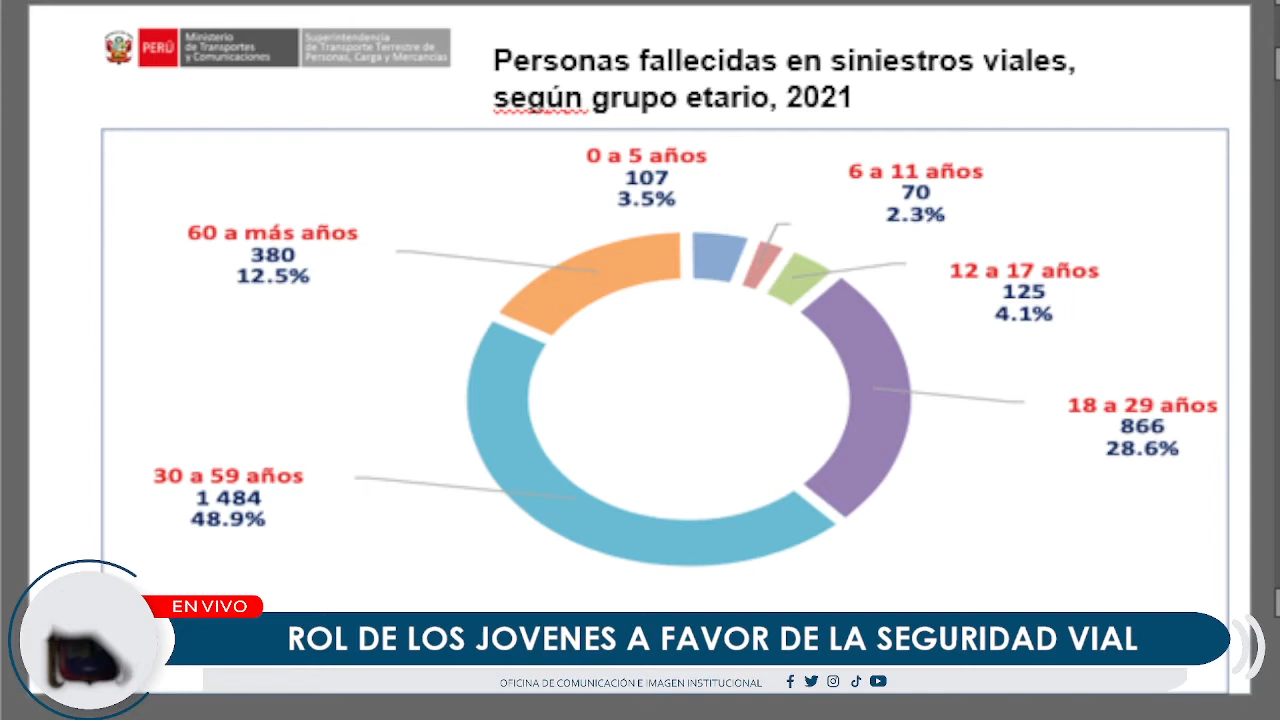 PERÚ
Ministerio
de Transportes
y Comunicaciones
Superintendencia
de Transporte Terrestre de
Personas, Carga y Mercancías
Personas fallecidas en siniestros viales,
según grupo etario, 2021
0 a 5 años
107
3.5%
6 a 11 años
70
2.3%
60 a más años
380
12.5%
12 a 17 años
125
4.1%
18 a 29 años
866
28.6%
30 a 59 años
1 484
48.9%
EN VIVO
ROL DE LOS JOVENES A FAVOR DE LA SEGURIDAD VIAL
OFICINA DE COMUNICACIÓN E IMAGEN INSTITUCIONAL